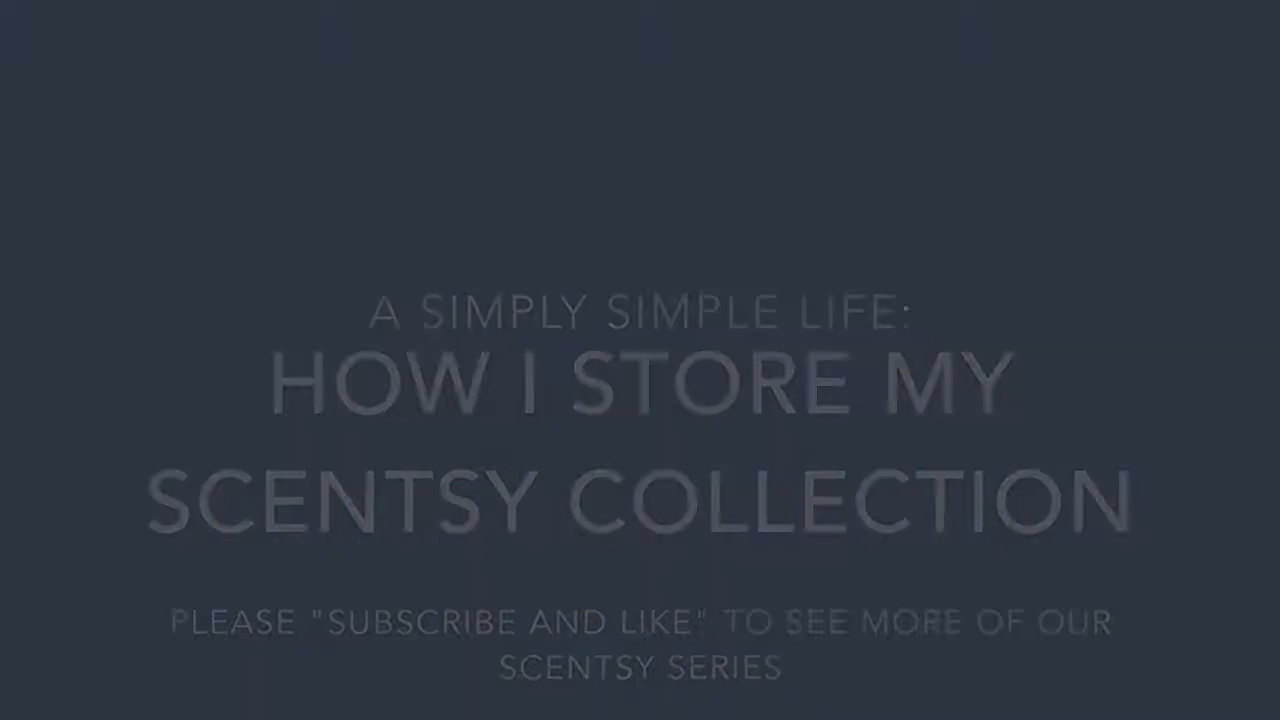 A SIMPLY SIMPLE LIFE:
HOW I STORE MY
SCENTSY COLLECTION
PLEASE "SUBSCRIBE AND LIKE" TO SEE MORE OF OUR
SCENTSY SERIES